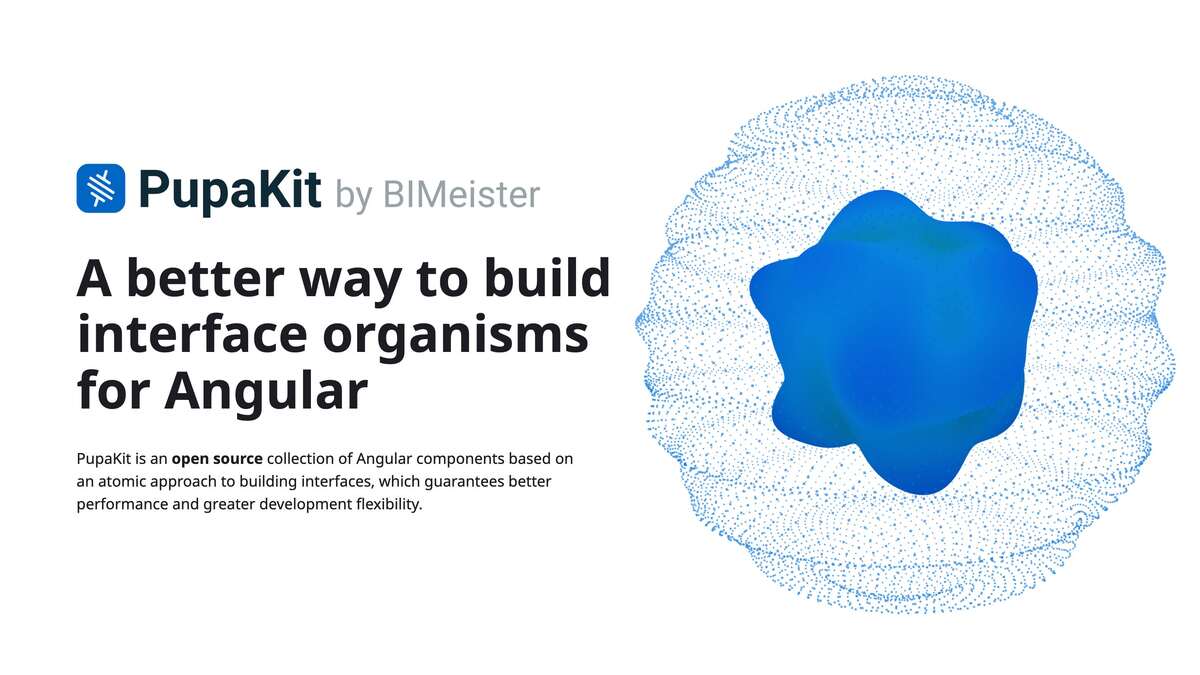 PupaKit by BIMeister
A better way to build
interface organisms
for Angular
PupaKit is an open source collection of Angular components based on
an atomic approach to building interfaces, which guarantees better
performance and greater development flexibility.